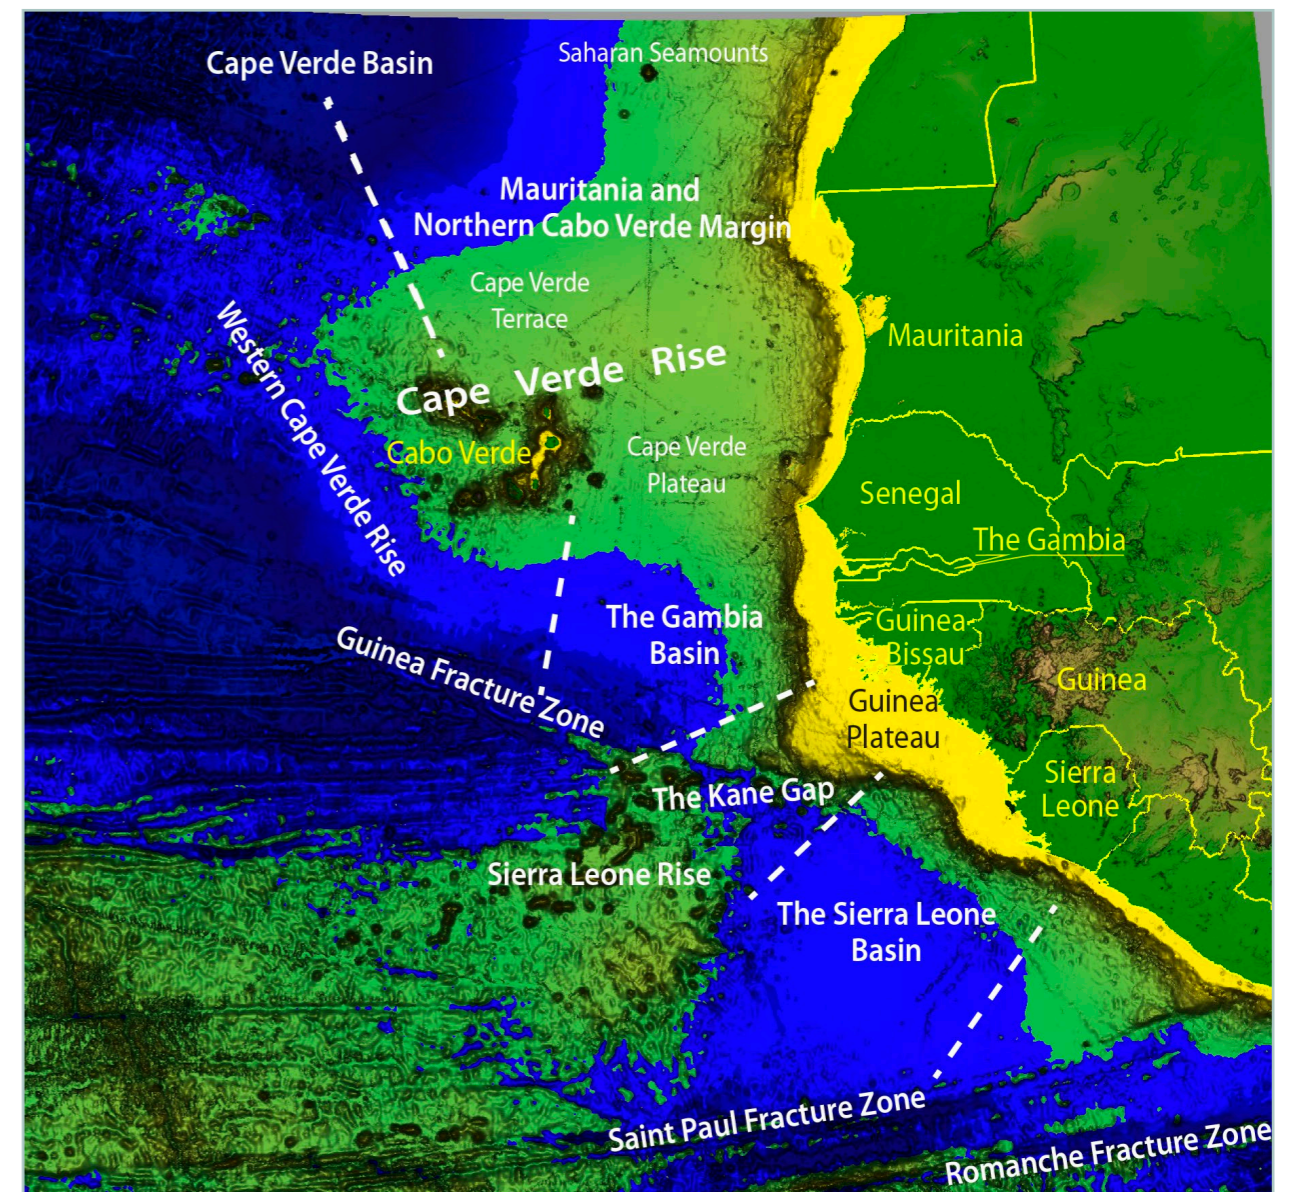 Saharan Seamounts
Cape Verde Basin
Mauritania and
Northern Cabo Verde Margin
Cape Verde
Terrace
Mauritania
Western Cape Verde Rise
Cape Verde Rise
Cabo Verde
Cape Verde
Plateau
Senegal
The Gambia
The Gambia
Basin
Guinea
Bissau
Guinea Fracture Zone
Guinea
Guinea
Plateau
Sierra
Leone
The Kane Gap
Sierra Leone Rise
The Sierra Leone
Basin
Saint Paul Fracture Zone
Romanche Fracture Zone